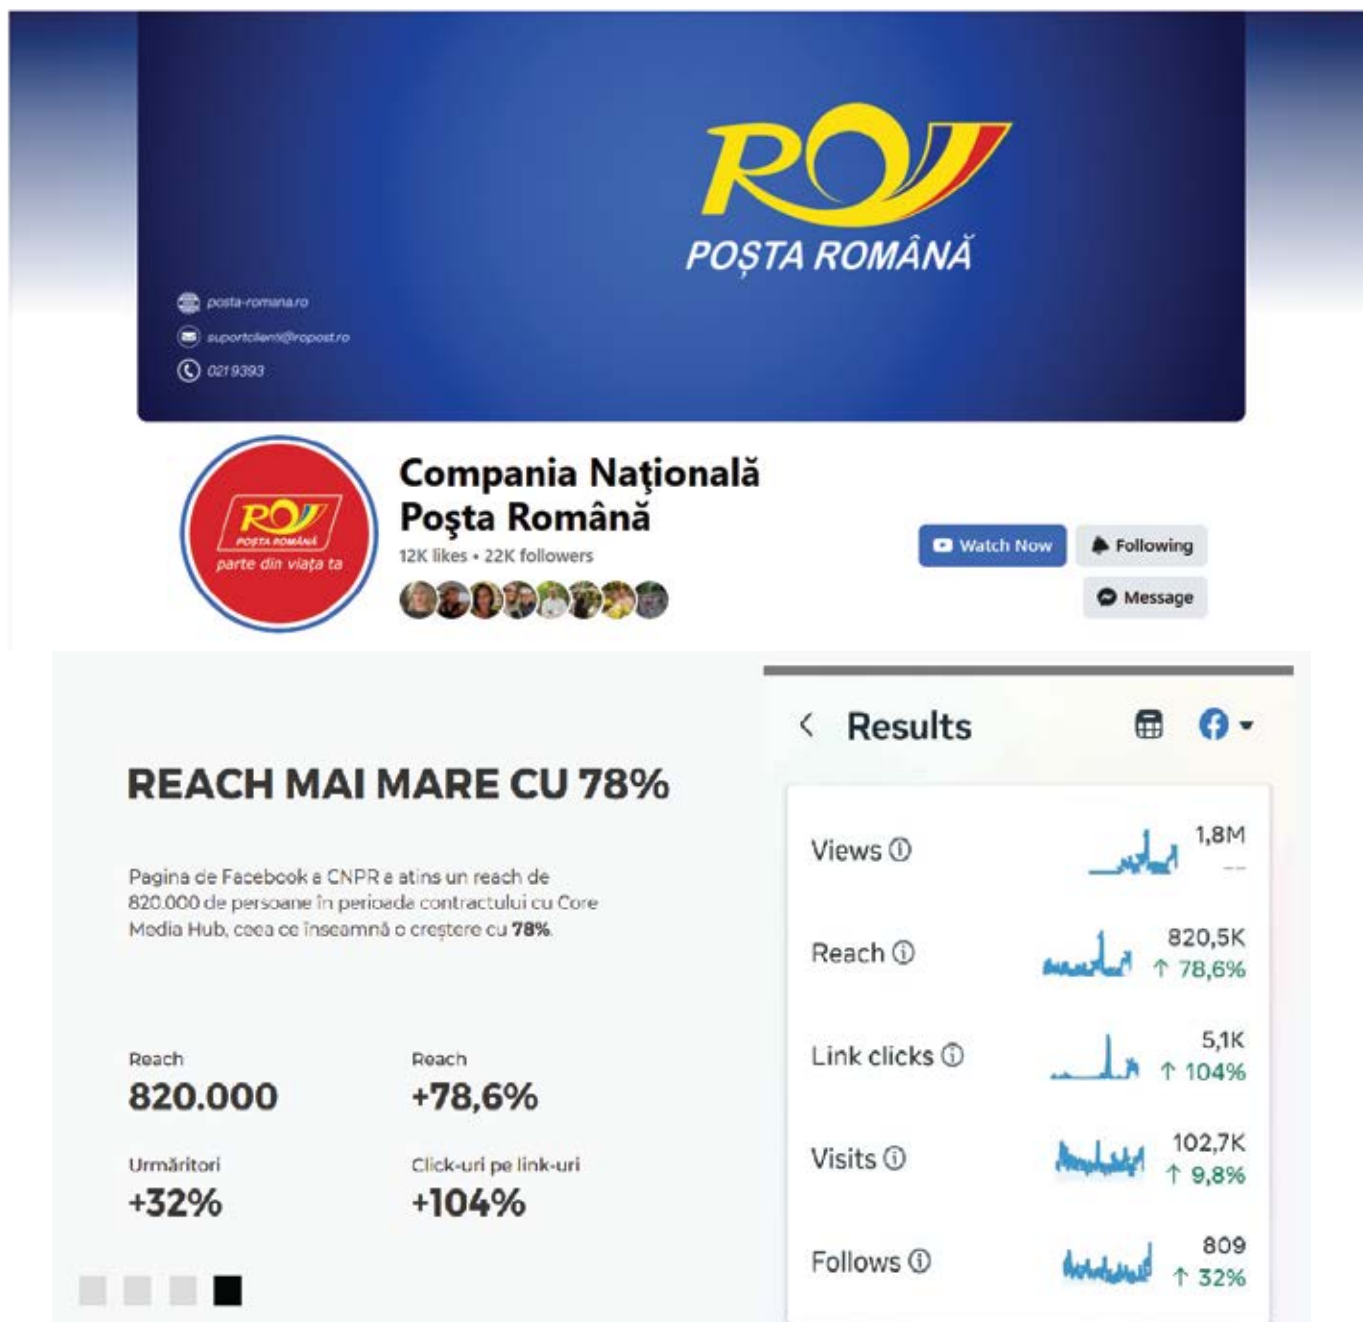 ROJ
POȘTA ROMÂNĂ
posta-romana.ro
suportclienti@ropost.ro
0219393
POȘTA ROMÂNĂ
parte din viața ta
Compania Naţională
Poşta Română
12K likes • 22K followers
Watch Now
Following
Message
REACH MAI MARE CU 78%
Pagina de Facebook a CNPR a atins un reach de
820.000 de persoane în perioada contractului cu Core
Media Hub, ceea ce înseamnă o creștere cu 78%.
Reach
820.000
Reach
+78,6%
Urmăritori
+32%
Click-uri pe link-uri
+104%
Results
Views
1,8M
--
Reach
820,5K
↑ 78,6%
Link clicks
5,1K
↑ 104%
Visits
102,7K
↑ 9,8%
Follows
809
↑ 32%